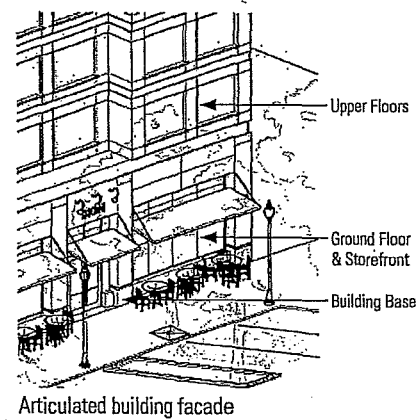 Upper Floors
Ground Floor
& Storefront
Building Base
Articulated building facade